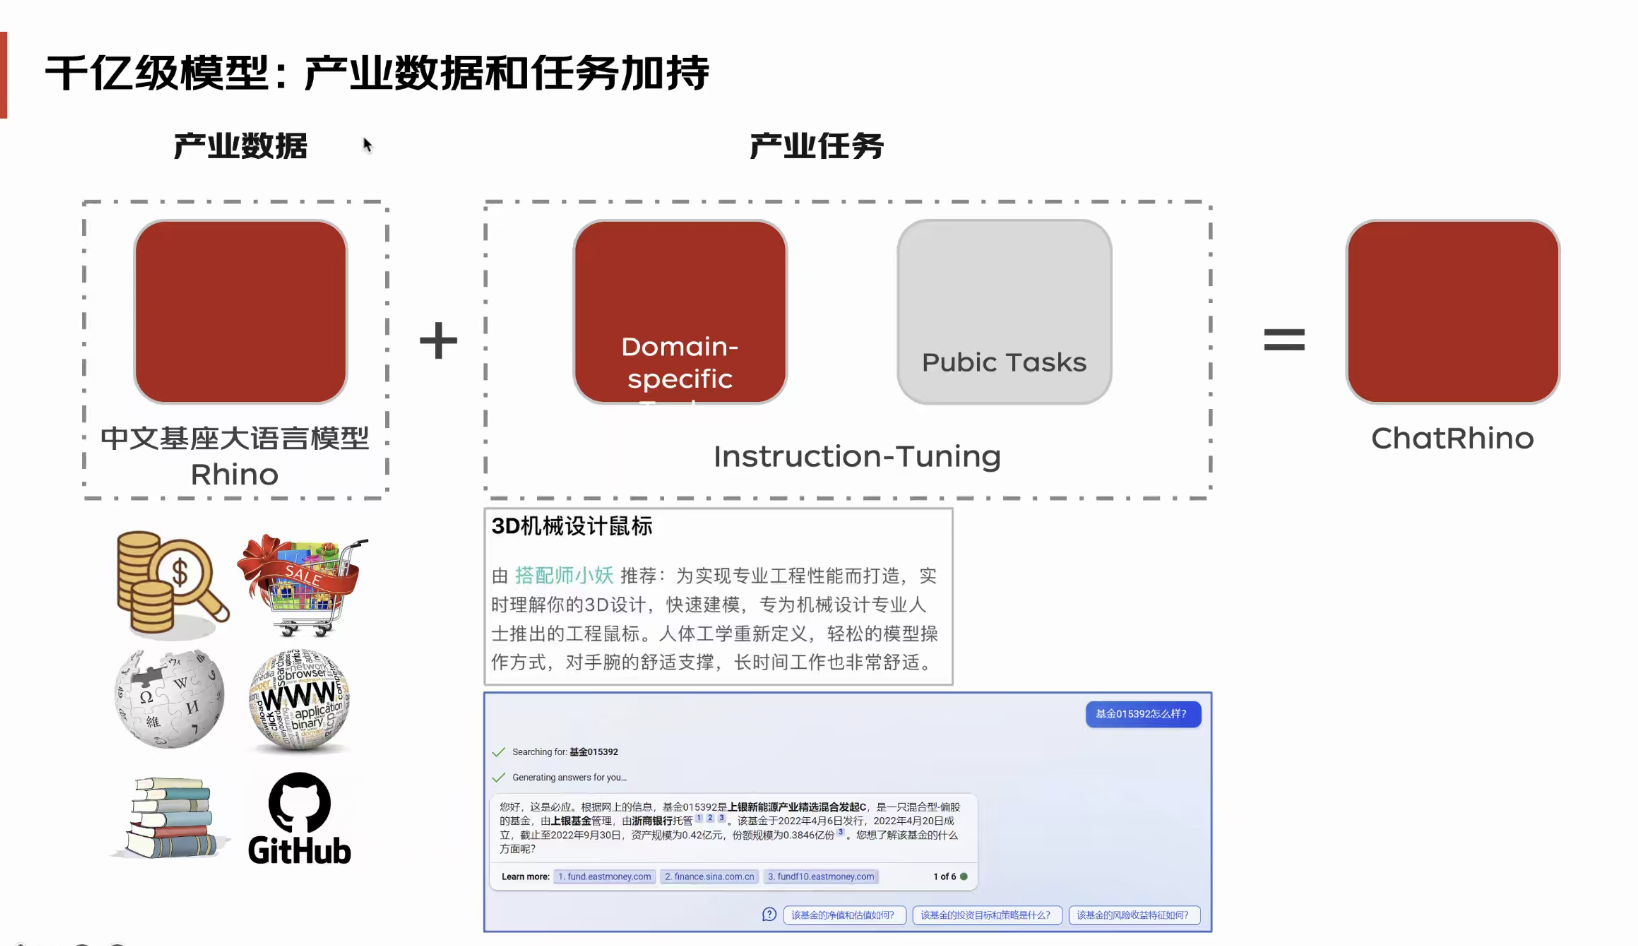 千亿级模型：产业数据和任务加持
产业数据
产业任务
+
Domain-
specific
Pubic Tasks
=
中文基座大语言模型
Rhino
Instruction-Tuning
ChatRhino
SALE
WWW
browser
network
application
binary
Ω
W
И
維
GitHub
3D机械设计鼠标
由 搭配师小妖 推荐：为实现专业工程性能而打造，实
时理解你的3D设计，快速建模，专为机械设计专业人
士推出的工程鼠标。人体工学重新定义，轻松的模型操
作方式，对手腕的舒适支撑，长时间工作也非常舒适。
基金015392怎么样？
Searching for: 基金015392
Generating answers for you...
您好，这是必应。根据网上的信息，基金015392是上银新能源产业精选混合发起C，是一只混合型-偏股
的基金，由上银基金管理，由浙商银行托管 1 2 3 。该基金于2022年4月6日发行，2022年4月20日成
立，截止至2022年9月30日，资产规模为0.42亿元，份额规模为0.3846亿份 3 。您想了解该基金的什么
方面呢？
Learn more: 1. fund.eastmoney.com 2. finance.sina.com.cn 3. fundf10.eastmoney.com 1 of 6
该基金的净值和估值如何？ 该基金的投资目标和策略是什么？ 该基金的风险收益特征如何？